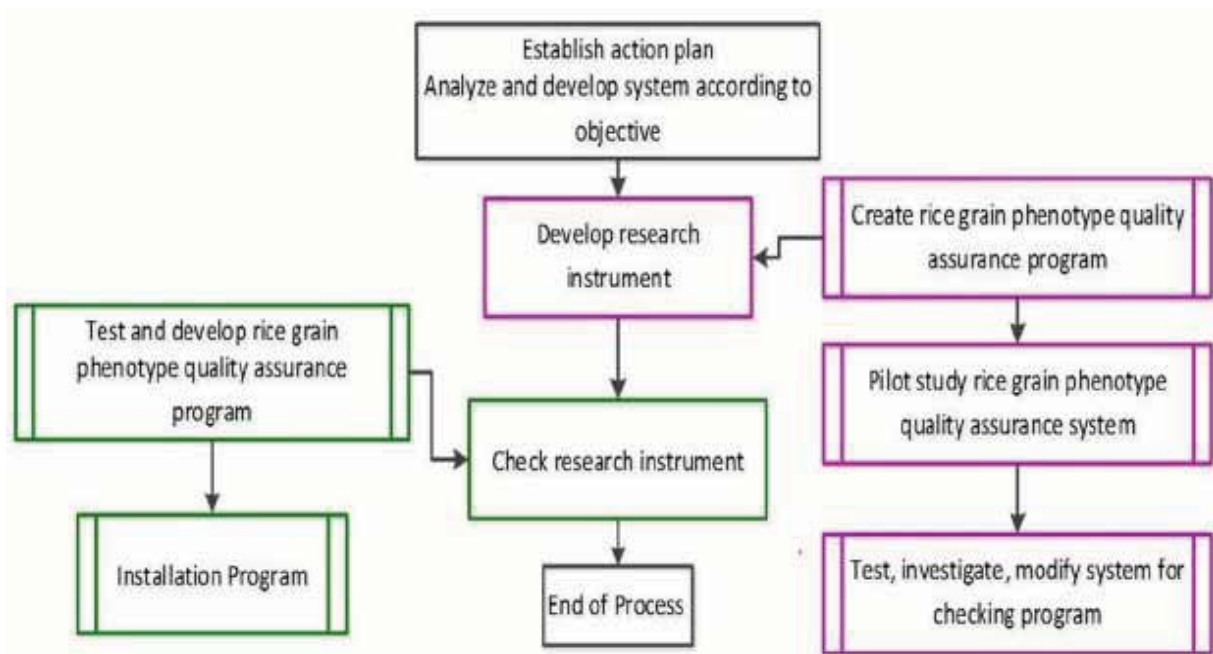 Establish action plan
Analyze and develop system according to
objective
Develop research
instrument
Create rice grain phenotype quality
assurance program
Test and develop rice grain
phenotype quality assurance
program
Pilot study rice grain phenotype
quality assurance system
Check research instrument
Installation Program
End of Process
Test, investigate, modify system for
checking program